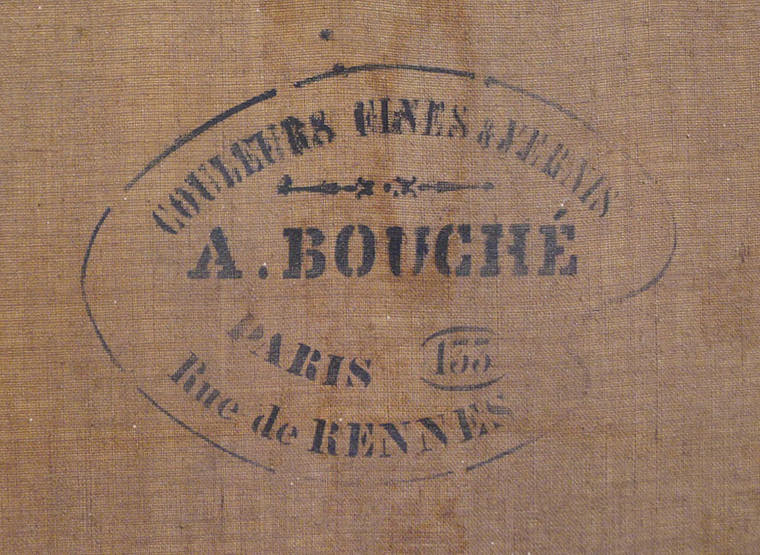 COULEURS FINES & VERNIS
A. BOUCHÉ
PARIS 155
Rue de RENNES